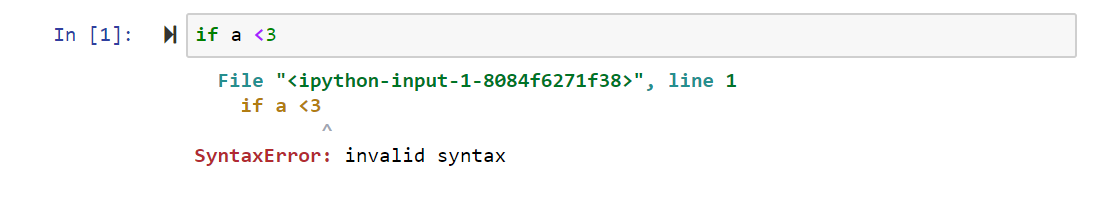 In [1]: if a <3
File "<ipython-input-1-8084f6271f38>", line 1
if a <3
^
SyntaxError: invalid syntax